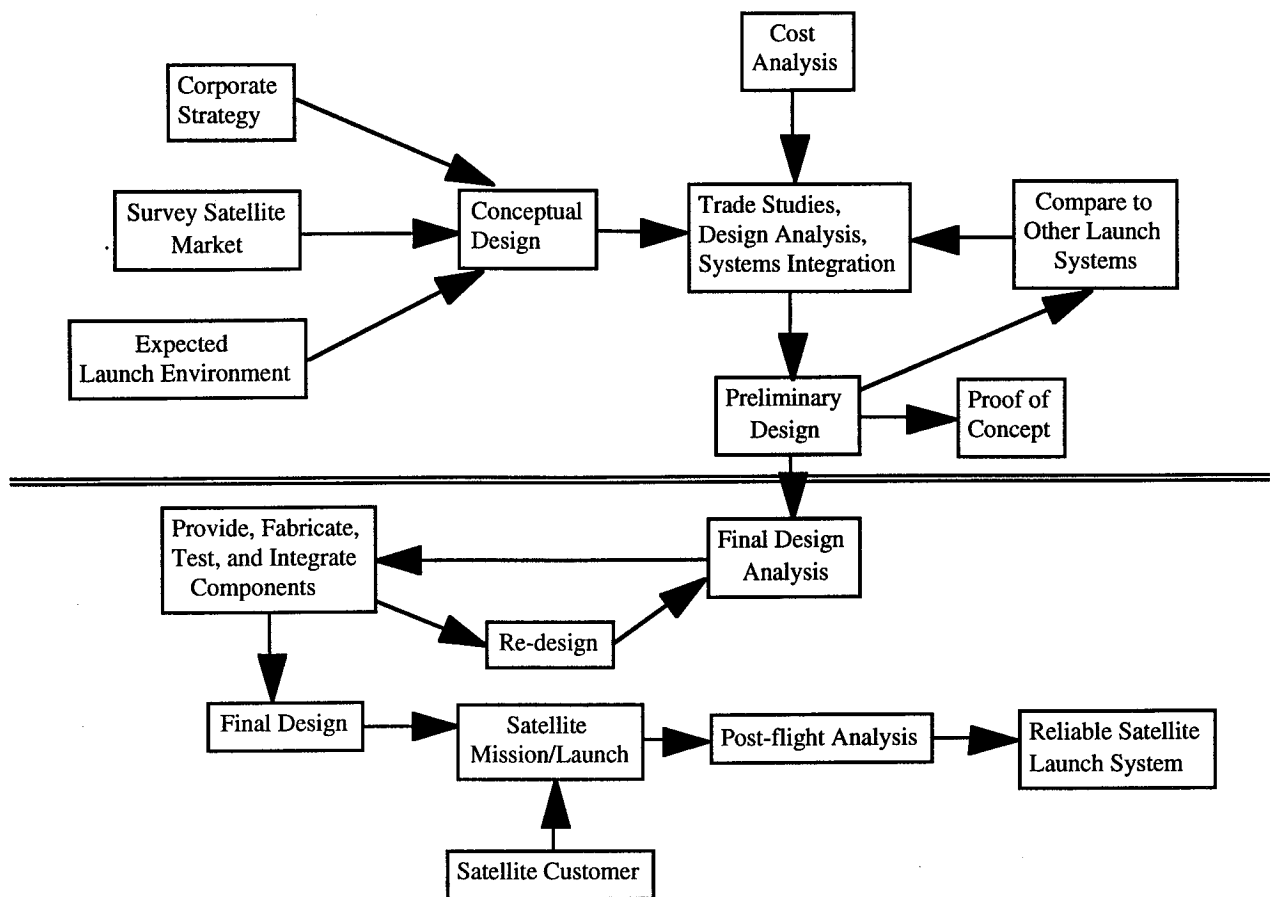 Cost
Analysis
Corporate
Strategy
Survey Satellite
Market
Conceptual
Design
Trade Studies,
Design Analysis,
Systems Integration
Compare to
Other Launch
Systems
Expected
Launch Environment
Preliminary
Design
Proof of
Concept
Provide, Fabricate,
Test, and Integrate
Components
Final Design
Analysis
Re-design
Final Design
Satellite
Mission/Launch
Post-flight Analysis
Reliable Satellite
Launch System
Satellite Customer